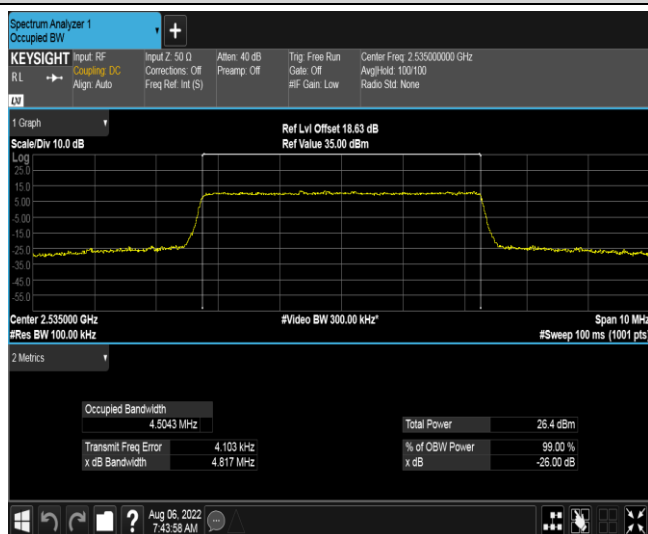 Spectrum Analyzer 1
Occupied BW
KEYSIGHT
RL
LXI
Input: RF
Coupling: DC
Align: Auto
Input Z: 50 Ω
Corrections: Off
Freq Ref: Int (S)
Atten: 40 dB
Preamp: Off
Trig: Free Run
Gate: Off
#IF Gain: Low
Center Freq: 2.535000000 GHz
Avg|Hold: 100/100
Radio Std: None
1 Graph
Scale/Div 10.0 dB
Ref Lvl Offset 18.63 dB
Ref Value 35.00 dBm
Log
25.0
15.0
5.00
-5.00
-15.0
-25.0
-35.0
-45.0
-55.0
Center 2.535000 GHz
#Res BW 100.00 kHz
#Video BW 300.00 kHz*
Span 10 MHz
#Sweep 100 ms (1001 pts)
2 Metrics
Occupied Bandwidth
4.5043 MHz
Transmit Freq Error 4.103 kHz
x dB Bandwidth 4.817 MHz
Total Power 26.4 dBm
% of OBW Power 99.00 %
x dB -26.00 dB
?
Aug 06, 2022
7:43:58 AM